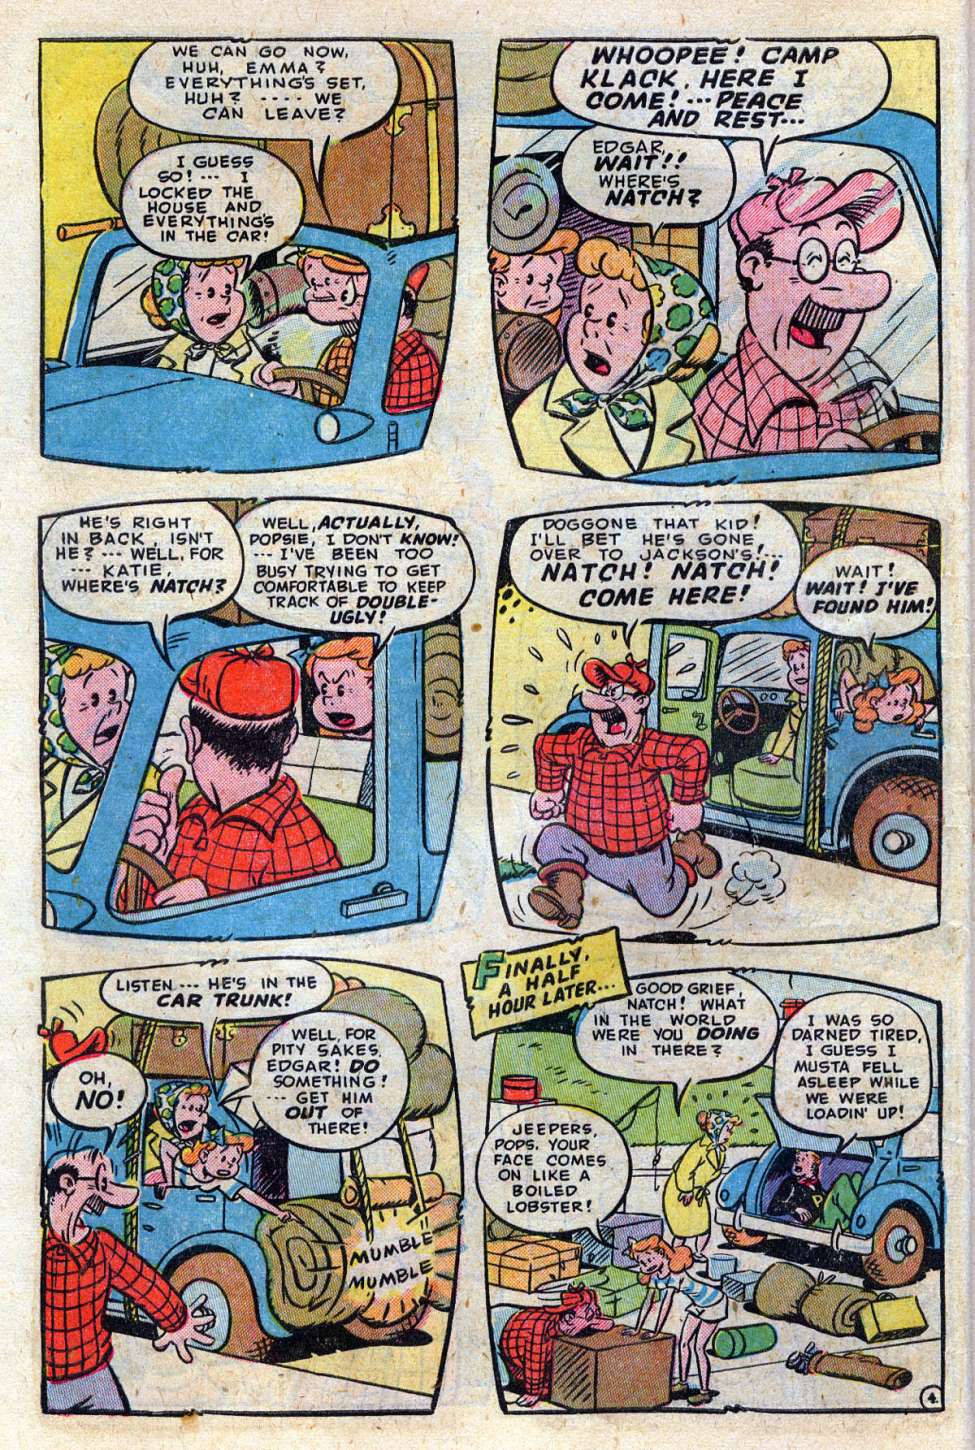 WE CAN GO NOW,
HUH, EMMA?
EVERYTHING'S SET,
HUH? ---- WE
CAN LEAVE?
I GUESS
SO! --- I
LOCKED THE
HOUSE AND
EVERYTHING'S
IN THE CAR!
WHOOPEE! CAMP
KLACK, HERE I
COME! --- PEACE
AND REST---
EDGAR,
WAIT!!
WHERE'S
NATCH?
HE'S RIGHT
IN BACK, ISN'T
HE? --- WELL, FOR
--- KATIE,
WHERE'S NATCH?
WELL, ACTUALLY,
POPSIE, I DON'T KNOW!
--- I'VE BEEN TOO
BUSY TRYING TO GET
COMFORTABLE TO KEEP
TRACK OF DOUBLE-
UGLY!
DOGGONE THAT KID!
I'LL BET HE'S GONE
OVER TO JACKSON'S! ---
NATCH! NATCH!
COME HERE!
WAIT!
WAIT! I'VE
FOUND HIM!
LISTEN --- HE'S IN THE
CAR TRUNK!
OH,
NO!
WELL, FOR
PITY SAKES,
EDGAR! DO
SOMETHING!
--- GET HIM
OUT OF
THERE!
MUMBLE
MUMBLE
FINALLY,
A HALF
HOUR LATER...
GOOD GRIEF,
NATCH! WHAT
IN THE WORLD
WERE YOU DOING
IN THERE?
I WAS SO
DARNED TIRED,
I GUESS I
MUSTA FELL
ASLEEP WHILE
WE WERE
LOADIN' UP!
JEEPERS,
POPS. YOUR
FACE COMES
ON LIKE A
BOILED
LOBSTER!
4